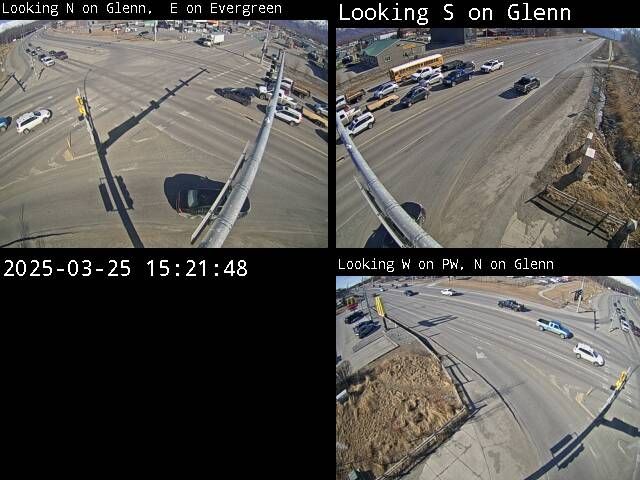 Looking N on Glenn, E on Evergreen
Looking S on Glenn
2025-03-25 15:21:48
Looking W on PW, N on Glenn